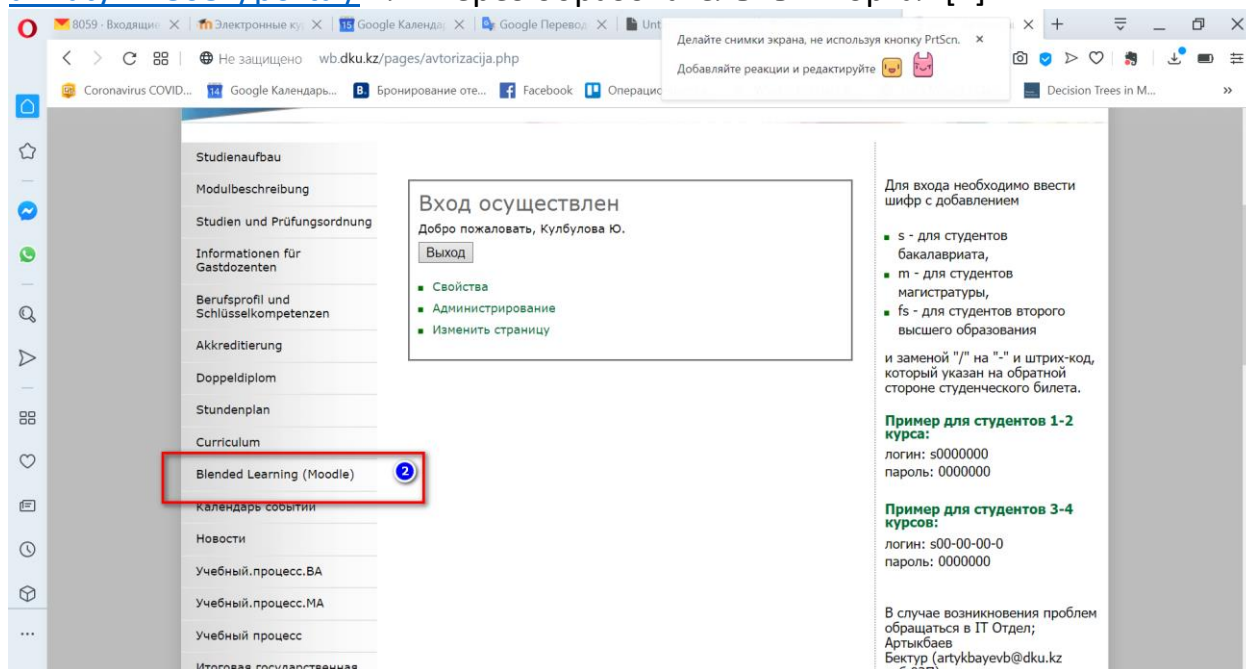 8059 - Входящие
Электронные ку
Google Календа
Google Перевод
Unt
Делайте снимки экрана, не используя кнопку PrtScn.
Добавляйте реакции и редактируйте
Не защищено wb.dku.kz/pages/avtorizacija.php
Coronavirus COVID...
Google Календарь...
Бронирование оте...
Facebook
Операцио
Decision Trees in M...
Studienaufbau
Modulbeschreibung
Studien und Prüfungsordnung
Informationen für
Gastdozenten
Berufsprofil und
Schlüsselkompetenzen
Akkreditierung
Doppeldiplom
Stundenplan
Curriculum
Blended Learning (Moodle)
2
Календарь событий
Новости
Учебный.процесс.BA
Учебный.процесс.MA
Учебный процесс
Итоговая государственная
Вход осуществлен
Добро пожаловать, Кулбулова Ю.
Выход
Свойства
Администрирование
Изменить страницу
Для входа необходимо ввести
шифр с добавлением
s - для студентов
бакалавриата,
m - для студентов
магистратуры,
fs - для студентов второго
высшего образования
и заменой "/" на "-" и штрих-код,
который указан на обратной
стороне студенческого билета.
Пример для студентов 1-2
курса:
логин: s0000000
пароль: 0000000
Пример для студентов 3-4
курсов:
логин: s00-00-00-0
пароль: 0000000
В случае возникновения проблем
обращаться в IT Отдел;
Артыкбаев
Бектур (artykbayevb@dku.kz